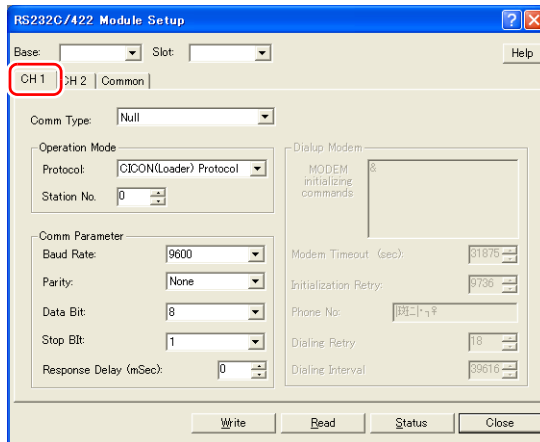 RS232C/422 Module Setup
Base: Slot: Help
CH 1 CH 2 Common
Comm Type: Null
Operation Mode
Protocol: CICON(Loader) Protocol
Station No. 0
Comm Parameter
Baud Rate: 9600
Parity: None
Data Bit: 8
Stop BIt: 1
Response Delay (mSec): 0
Dialup Modem
MODEM initializing commands &
Modem Timeout (sec): 31875
Initialization Retry: 9736
Phone No:
Dialing Retry 18
Dialing Interval 39616
Write Read Status Close